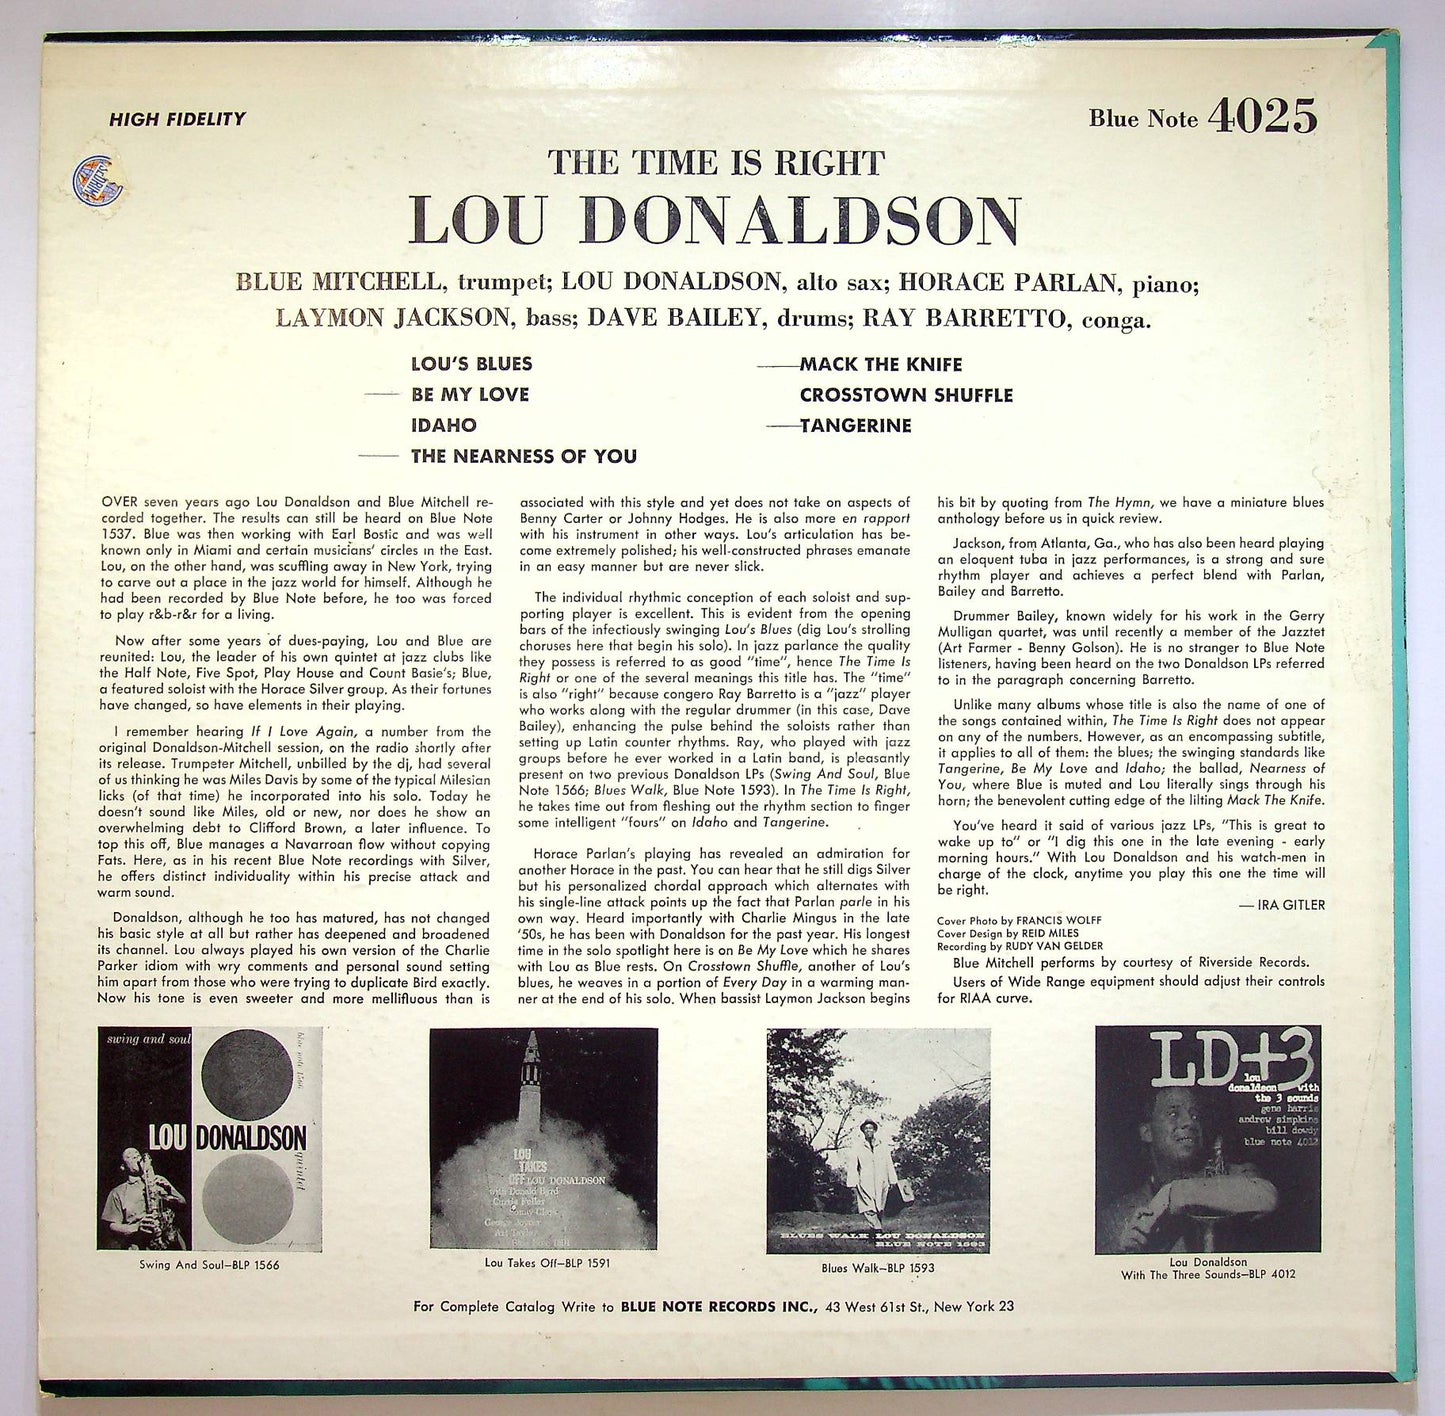 HIGH FIDELITY
Blue Note 4025
THE TIME IS RIGHT
LOU DONALDSON
BLUE MITCHELL, trumpet; LOU DONALDSON, alto sax; HORACE PARLAN, piano;
LAYMON JACKSON, bass; DAVE BAILEY, drums; RAY BARRETTO, conga.
LOU'S BLUES
BE MY LOVE
IDAHO
THE NEARNESS OF YOU
MACK THE KNIFE
CROSSTOWN SHUFFLE
TANGERINE
OVER seven years ago Lou Donaldson and Blue Mitchell re-
corded together. The results can still be heard on Blue Note
1537. Blue was then working with Earl Bostic and was well
known only in Miami and certain musicians' circles in the East.
Lou, on the other hand, was scuffling away in New York, trying
to carve out a place in the jazz world for himself. Although he
had been recorded by Blue Note before, he too was forced
to play r&b-r&r for a living.
Now after some years of dues-paying, Lou and Blue are
reunited: Lou, the leader of his own quintet at jazz clubs like
the Half Note, Five Spot, Play House and Count Basie's; Blue,
a featured soloist with the Horace Silver group. As their fortunes
have changed, so have elements in their playing.
I remember hearing If I Love Again, a number from the
original Donaldson-Mitchell session, on the radio shortly after
its release. Trumpeter Mitchell, unbilled by the dj, had several
of us thinking he was Miles Davis by some of the typical Milesian
licks (of that time) he incorporated into his solo. Today he
doesn't sound like Miles, old or new, nor does he show an
overwhelming debt to Clifford Brown, a later influence. To
top this off, Blue manages a Navarroan flow without copying
Fats. Here, as in his recent Blue Note recordings with Silver,
he offers distinct individuality within his precise attack and
warm sound.
Donaldson, although he too has matured, has not changed
his basic style at all but rather has deepened and broadened
its channel. Lou always played his own version of the Charlie
Parker idiom with wry comments and personal sound setting
him apart from those who were trying to duplicate Bird exactly.
Now his tone is even sweeter and more mellifluous than is
associated with this style and yet does not take on aspects of
Benny Carter or Johnny Hodges. He is also more en rapport
with his instrument in other ways. Lou's articulation has be-
come extremely polished; his well-constructed phrases emanate
in an easy manner but are never slick.
The individual rhythmic conception of each soloist and sup-
porting player is excellent. This is evident from the opening
bars of the infectiously swinging Lou's Blues (dig Lou's strolling
choruses here that begin his solo). In jazz parlance the quality
they possess is referred to as good "time", hence The Time Is
Right or one of the several meanings this title has. The "time"
is also "right" because congero Ray Barretto is a "jazz" player
who works along with the regular drummer (in this case, Dave
Bailey), enhancing the pulse behind the soloists rather than
setting up Latin counter rhythms. Ray, who played with jazz
groups before he ever worked in a Latin band, is pleasantly
present on two previous Donaldson LPs (Swing And Soul, Blue
Note 1566; Blues Walk, Blue Note 1593). In The Time Is Right,
he takes time out from fleshing out the rhythm section to finger
some intelligent "fours" on Idaho and Tangerine.
Horace Parlan's playing has revealed an admiration for
another Horace in the past. You can hear that he still digs Silver
but his personalized chordal approach which alternates with
his single-line attack points up the fact that Parlan parle in his
own way. Heard importantly with Charlie Mingus in the late
'50s, he has been with Donaldson for the past year. His longest
time in the solo spotlight here is on Be My Love which he shares
with Lou as Blue rests. On Crosstown Shuffle, another of Lou's
blues, he weaves in a portion of Every Day in a warming man-
ner at the end of his solo. When bassist Laymon Jackson begins
his bit by quoting from The Hymn, we have a miniature blues
anthology before us in quick review.
Jackson, from Atlanta, Ga., who has also been heard playing
an eloquent tuba in jazz performances, is a strong and sure
rhythm player and achieves a perfect blend with Parlan,
Bailey and Barretto.
Drummer Bailey, known widely for his work in the Gerry
Mulligan quartet, was until recently a member of the Jazztet
(Art Farmer - Benny Golson). He is no stranger to Blue Note
listeners, having been heard on the two Donaldson LPs referred
to in the paragraph concerning Barretto.
Unlike many albums whose title is also the name of one of
the songs contained within, The Time Is Right does not appear
on any of the numbers. However, as an encompassing subtitle,
it applies to all of them: the blues; the swinging standards like
Tangerine, Be My Love and Idaho; the ballad, Nearness of
You, where Blue is muted and Lou literally sings through his
horn; the benevolent cutting edge of the lilting Mack The Knife.
You've heard it said of various jazz LPs, "This is great to
wake up to" or "I dig this one in the late evening - early
morning hours." With Lou Donaldson and his watch-men in
charge of the clock, anytime you play this one the time will
be right.
— IRA GITLER
Cover Photo by FRANCIS WOLFF
Cover Design by REID MILES
Recording by RUDY VAN GELDER
Blue Mitchell performs by courtesy of Riverside Records.
Users of Wide Range equipment should adjust their controls
for RIAA curve.
swing and soul
blue note 1566
LOU DONALDSON
quintet
Swing And Soul—BLP 1566
LOU
TAKES
OFF LOU DONALDSON
with Donald Byrd
Curtis Fuller
Sonny Clark
George Joyner
Art Taylor
Lou Takes Off—BLP 1591
BLUES WALK LOU DONALDSON
BLUE NOTE 1593
Blues Walk—BLP 1593
LD+3
lou
donaldson with
the 3 sounds
gene harris
andrew simpkins
bill dowdy
blue note 4012
Lou Donaldson
With The Three Sounds—BLP 4012
For Complete Catalog Write to BLUE NOTE RECORDS INC., 43 West 61st St., New York 23